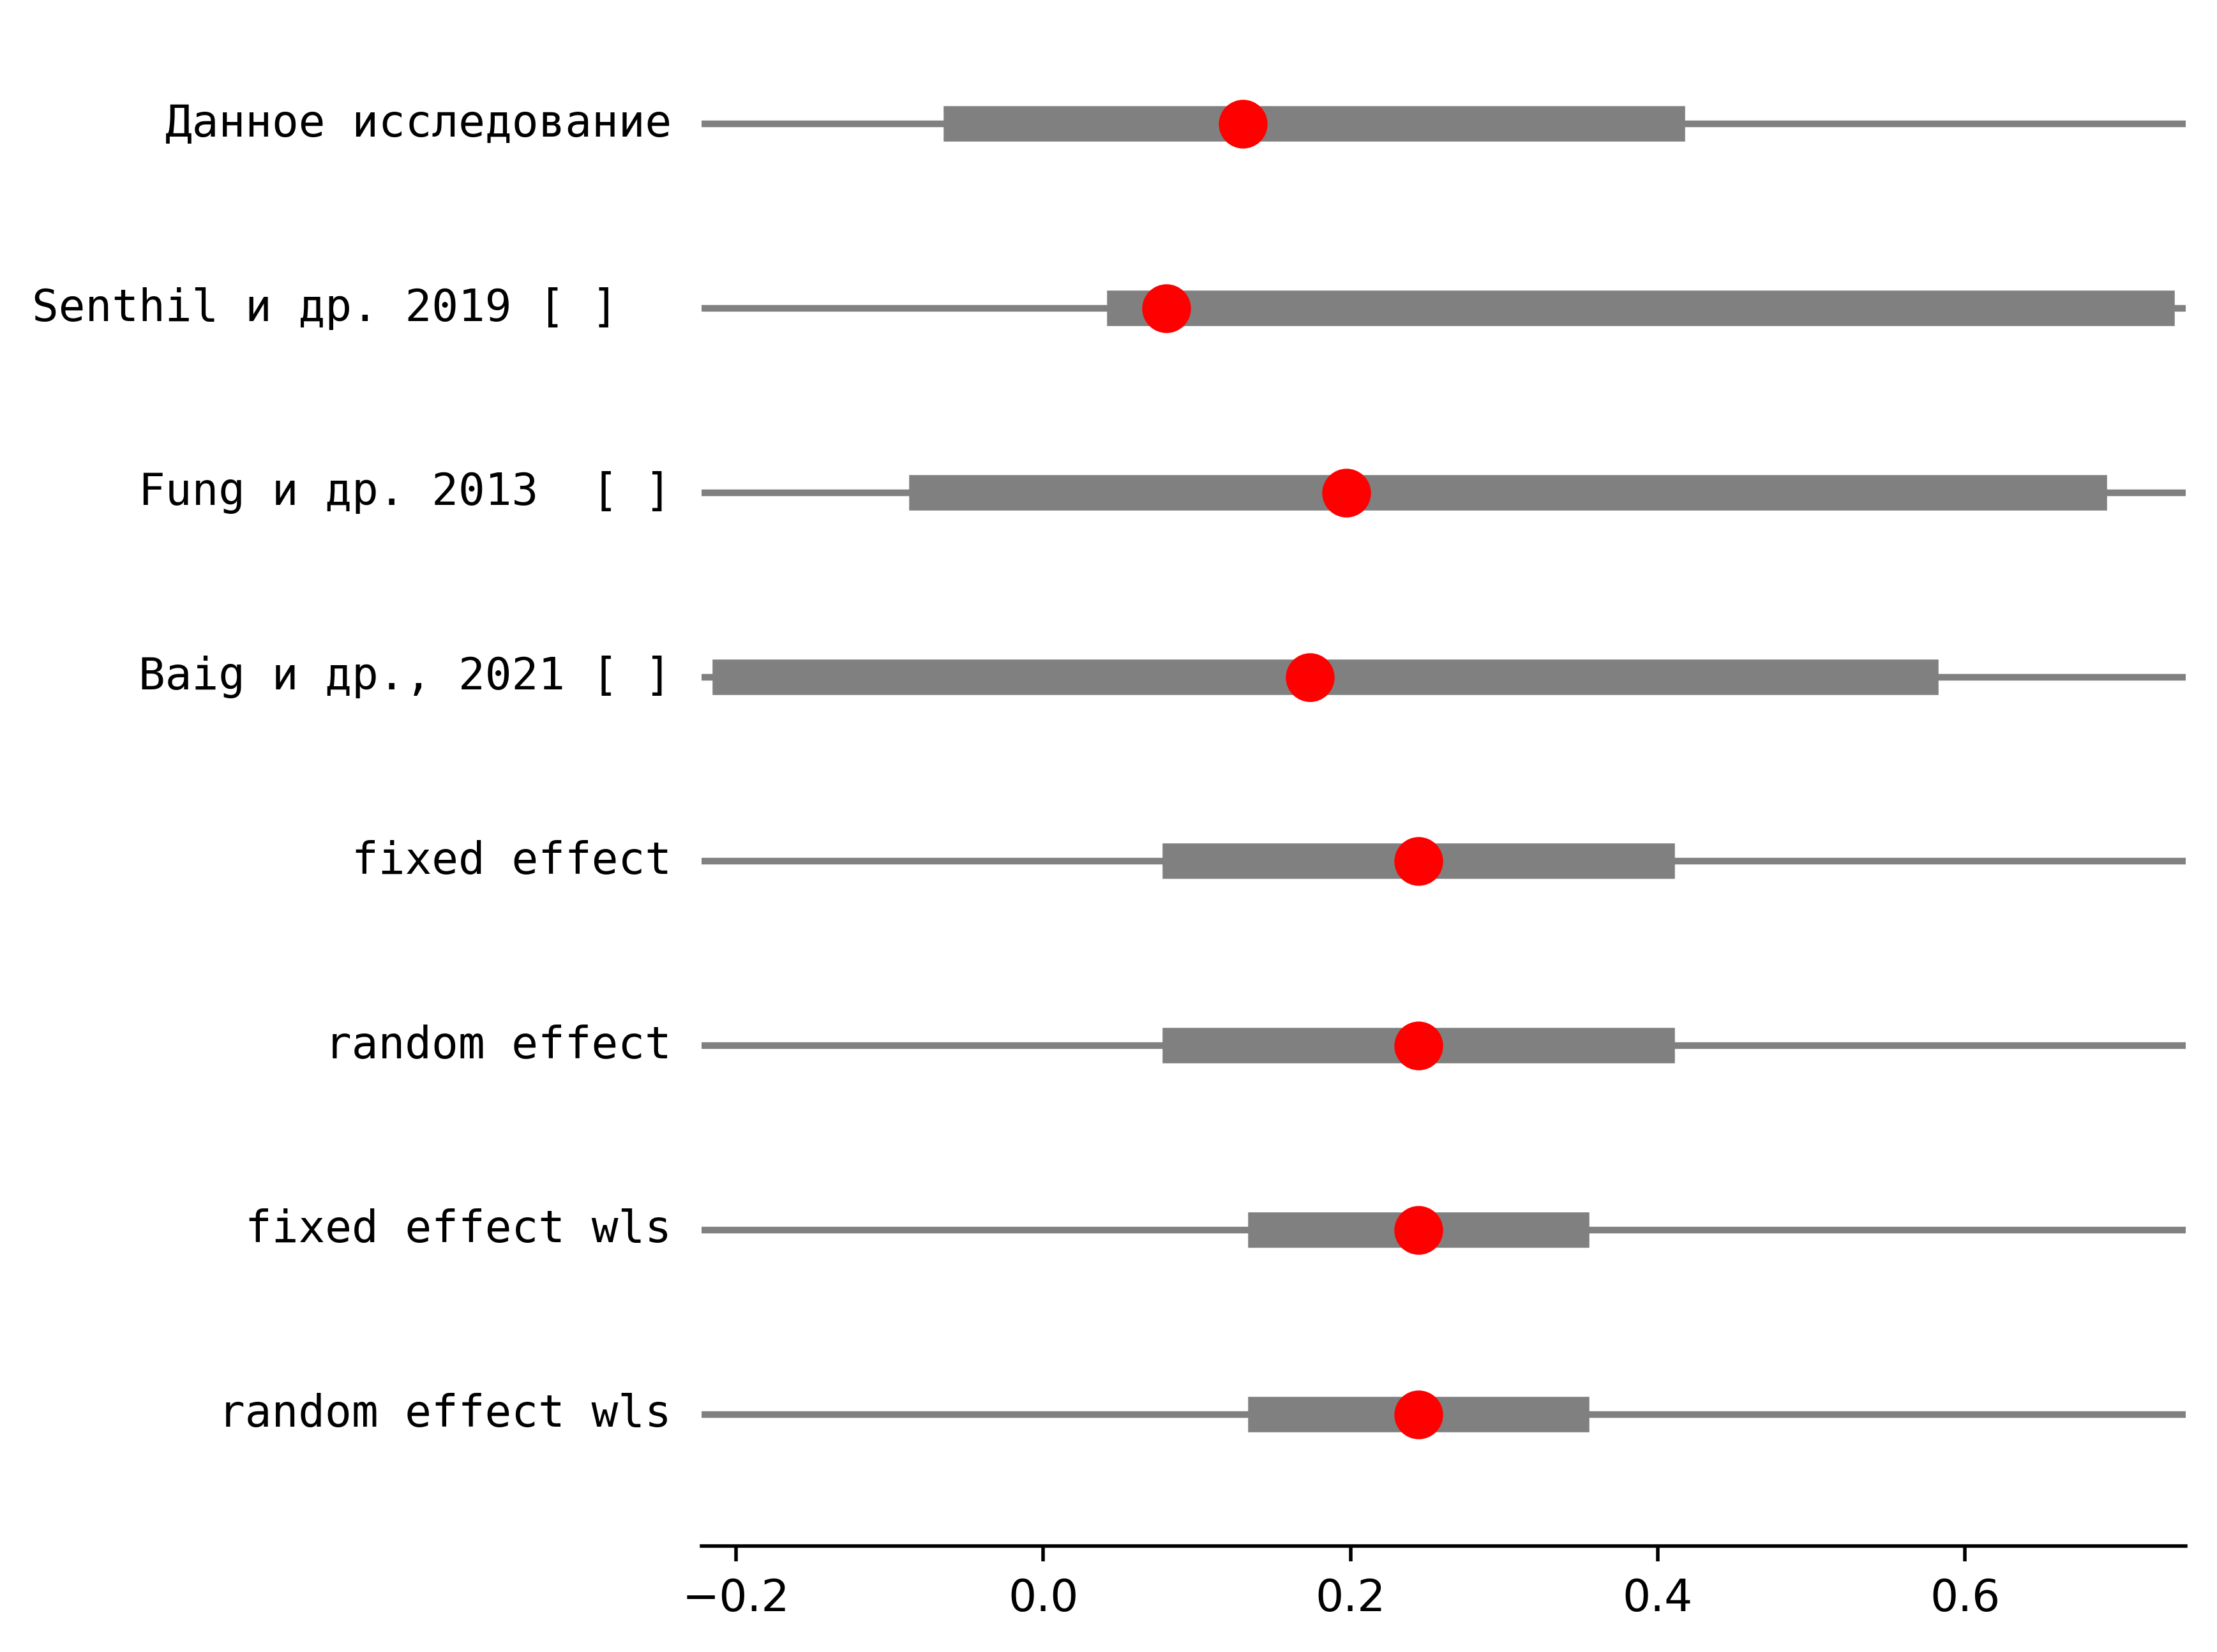 Данное исследование
Senthil и др. 2019 [ ]
Fung и др. 2013  [ ]
Baig и др., 2021 [ ]
fixed effect
random effect
fixed effect wls
random effect wls
−0.2 0.0 0.2 0.4 0.6